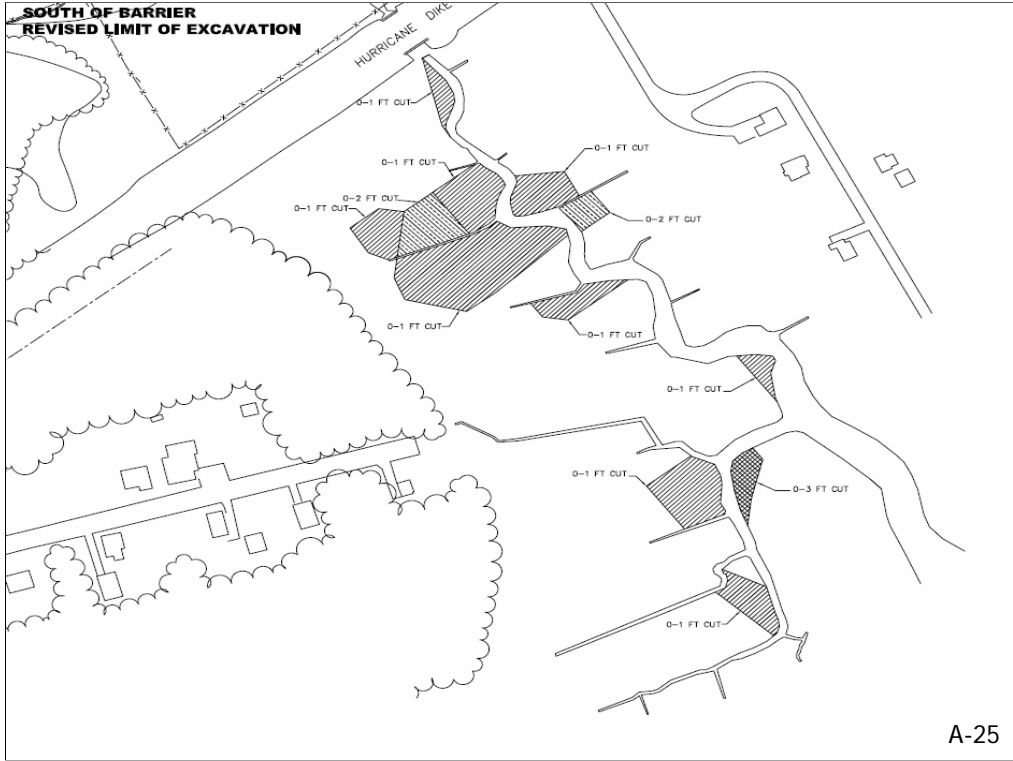 SOUTH OF BARRIER
REVISED LIMIT OF EXCAVATION
HURRICANE DIKE
0-1 FT CUT
0-1 FT CUT
0-1 FT CUT
0-2 FT CUT
0-1 FT CUT
0-2 FT CUT
0-1 FT CUT
0-1 FT CUT
0-1 FT CUT
0-1 FT CUT
0-3 FT CUT
0-1 FT CUT
A-25